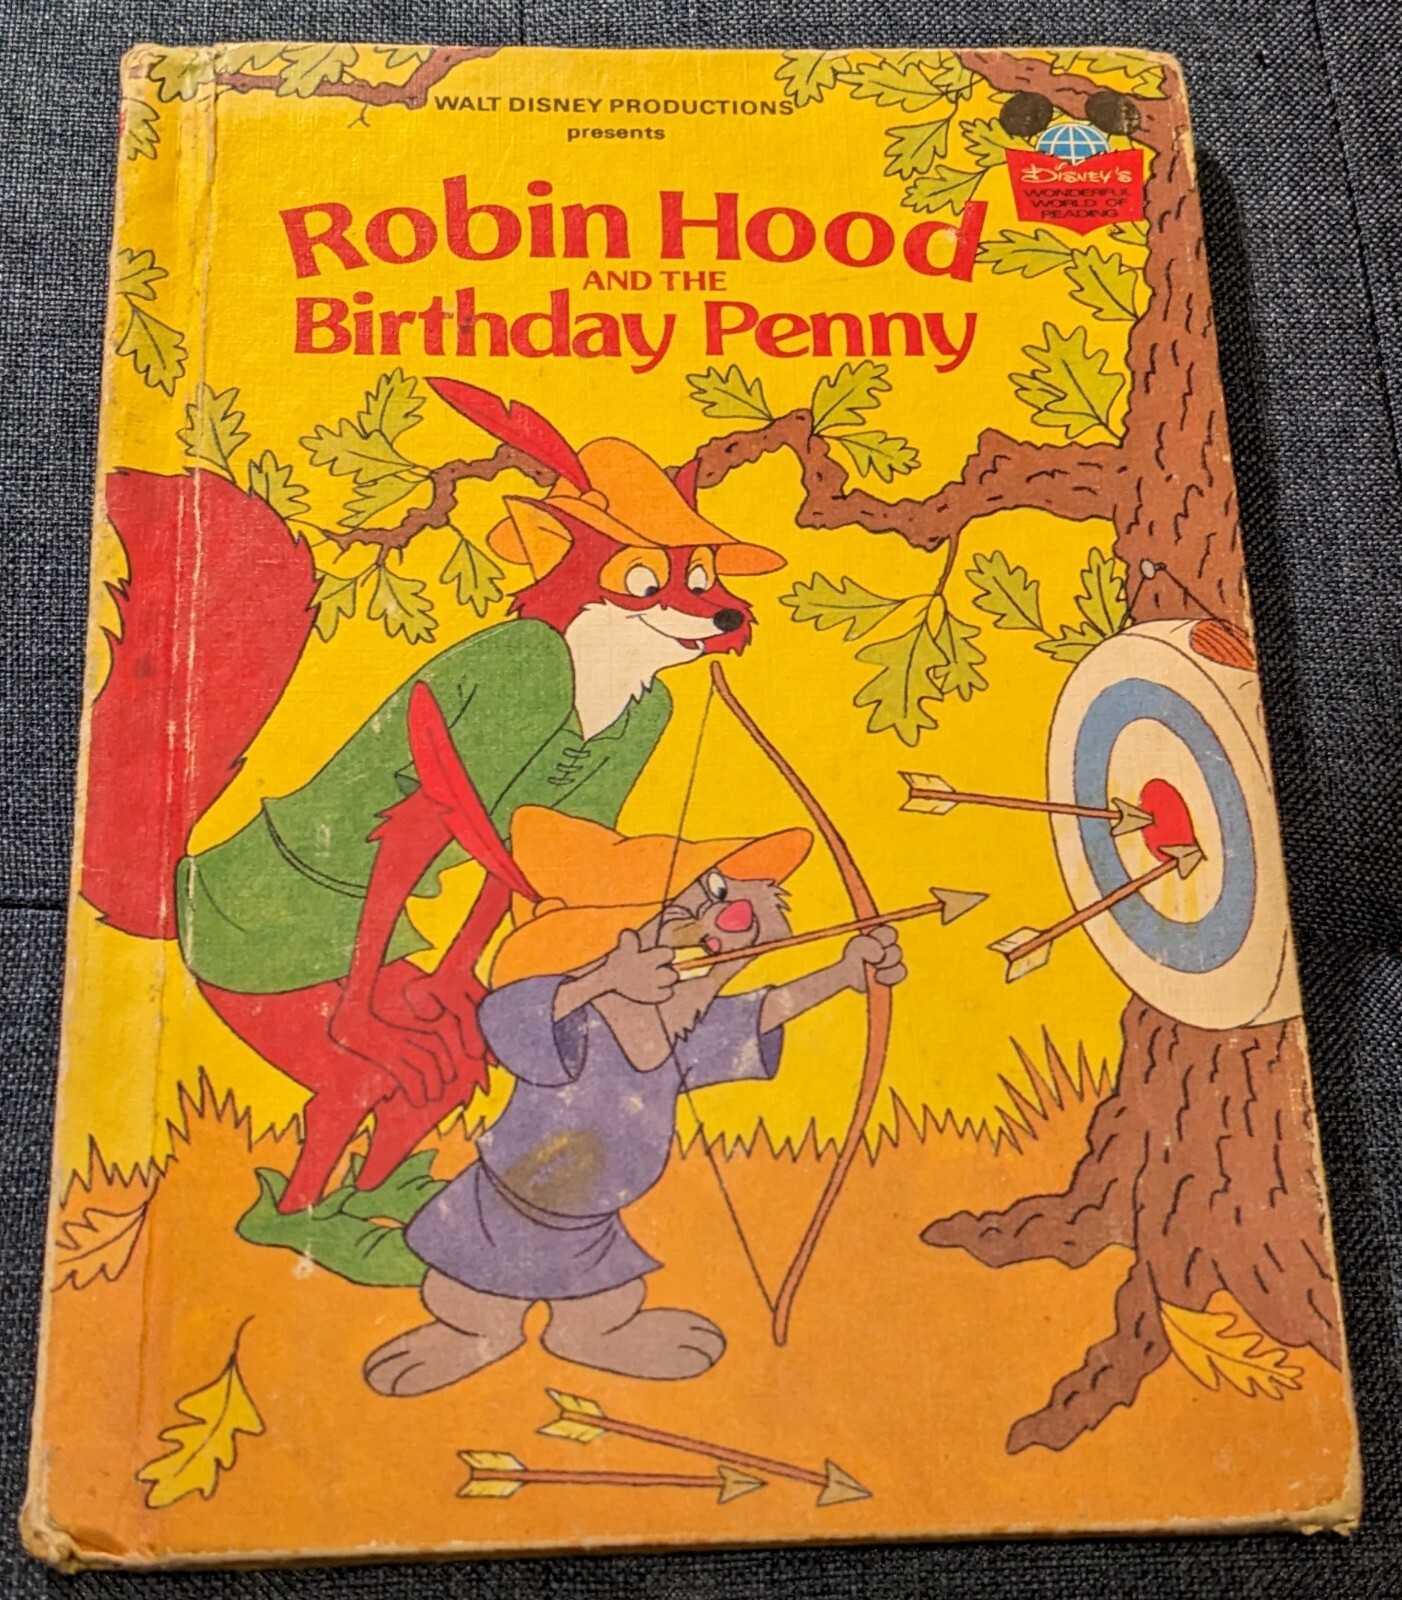 WALT DISNEY PRODUCTIONS
presents
Robin Hood
AND THE
Birthday Penny
DISNEY'S
WONDERFUL
WORLD OF
READING